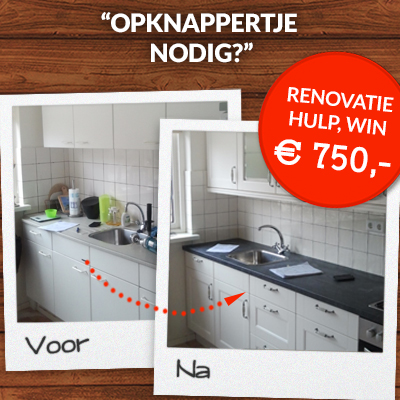 “OPKNAPPERTJE
NODIG?”
RENOVATIE
HULP, WIN
€ 750,-
Voor
Na